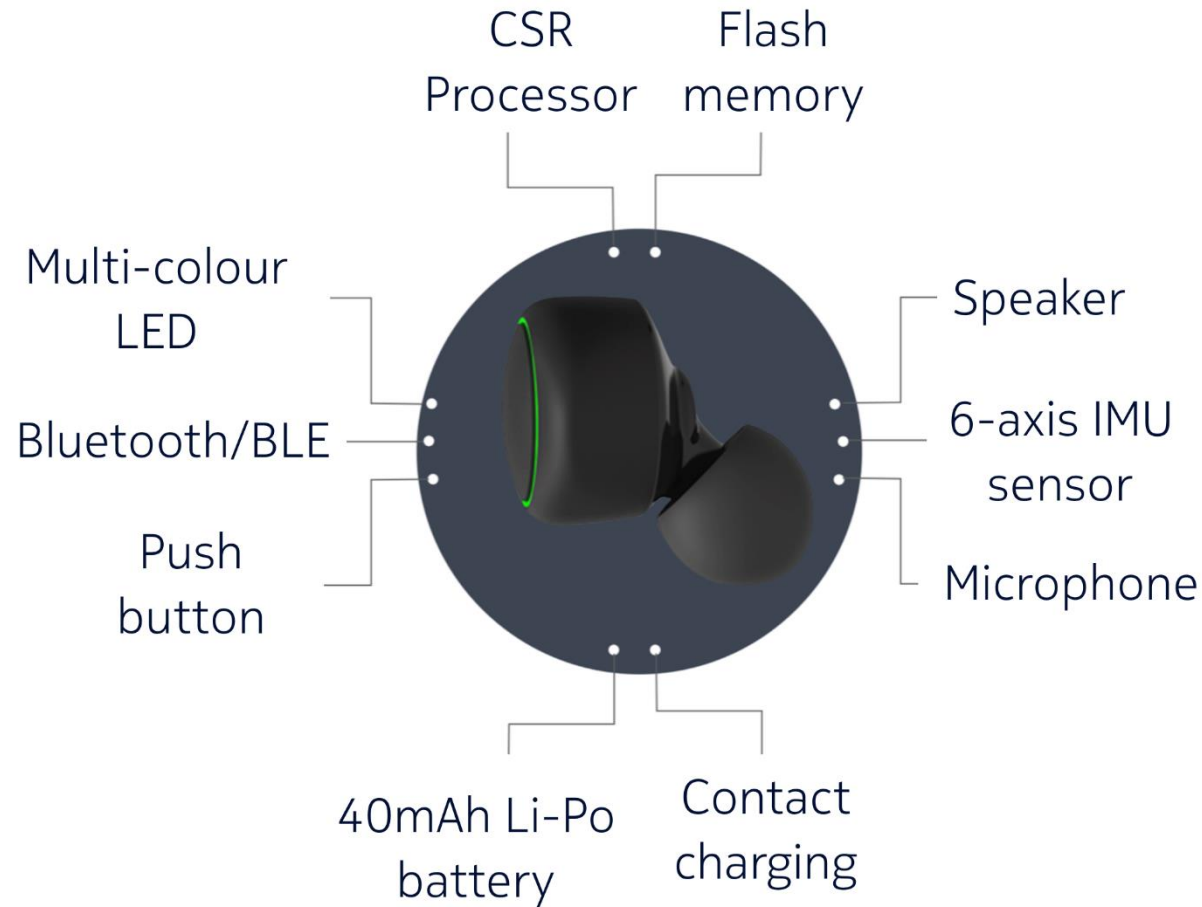 CSR
Processor
Flash
memory
Multi-colour
LED
Speaker
Bluetooth/BLE
6-axis IMU
sensor
Push
button
Microphone
40mAh Li-Po
battery
Contact
charging